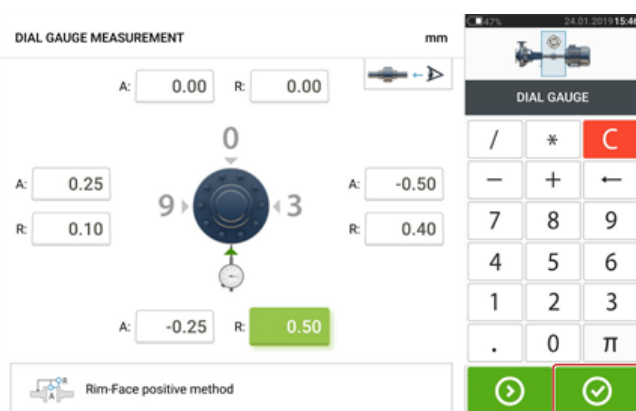 DIAL GAUGE MEASUREMENT mm
47% 24.01.2019 15:46
A: 0.00 R: 0.00
DIAL GAUGE
0
/ * C
A: 0.25 A: -0.50
9 3
− + ←
R: 0.10 R: 0.40
7 8 9
4 5 6
1 2 3
A: -0.25 R: 0.50
. 0 π
R
A
Rim-Face positive method